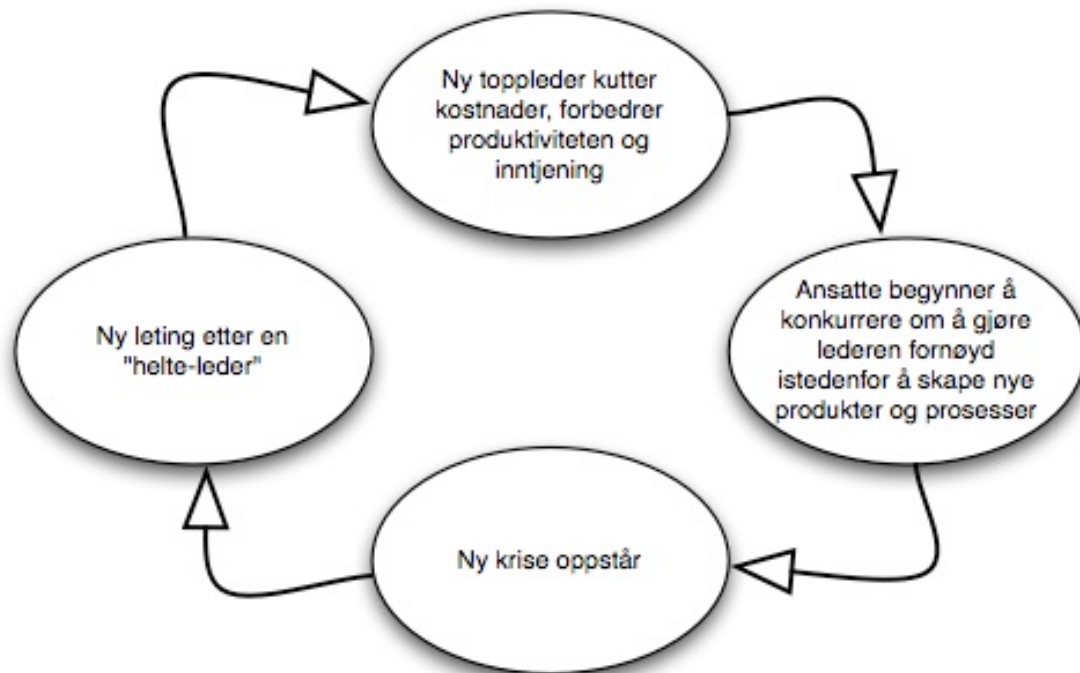 Ny toppleder kutter
kostnader, forbedrer
produktiviteten og
inntjening
Ansatte begynner å
konkurrere om å gjøre
lederen fornøyd
istedenfor å skape nye
produkter og prosesser
Ny krise oppstår
Ny leting etter en
"helte-leder"